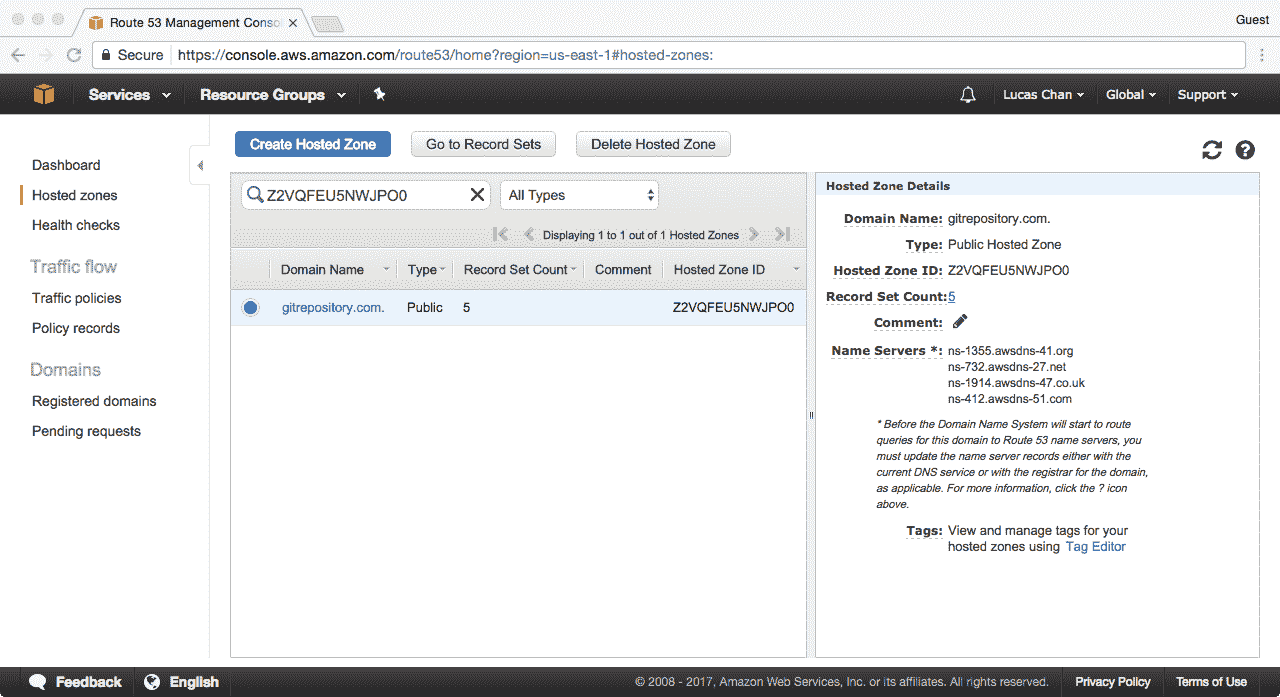 Route 53 Management Conso
Guest
Secure https://console.aws.amazon.com/route53/home?region=us-east-1#hosted-zones:
Services Resource Groups Lucas Chan Global Support
Dashboard
Hosted zones
Health checks
Traffic flow
Traffic policies
Policy records
Domains
Registered domains
Pending requests
Create Hosted Zone Go to Record Sets Delete Hosted Zone
Z2VQFEU5NWJPO0 All Types
Displaying 1 to 1 out of 1 Hosted Zones
Domain Name Type Record Set Count Comment Hosted Zone ID
gitrepository.com. Public 5 Z2VQFEU5NWJPO0
Hosted Zone Details
Domain Name: gitrepository.com.
Type: Public Hosted Zone
Hosted Zone ID: Z2VQFEU5NWJPO0
Record Set Count: 5
Comment:
Name Servers *: ns-1355.awsdns-41.org
ns-732.awsdns-27.net
ns-1914.awsdns-47.co.uk
ns-412.awsdns-51.com
* Before the Domain Name System will start to route
queries for this domain to Route 53 name servers, you
must update the name server records either with the
current DNS service or with the registrar for the domain,
as applicable. For more information, click the ? icon
above.
Tags: View and manage tags for your
hosted zones using Tag Editor
Feedback English © 2008 - 2017, Amazon Web Services, Inc. or its affiliates. All rights reserved. Privacy Policy Terms of Use